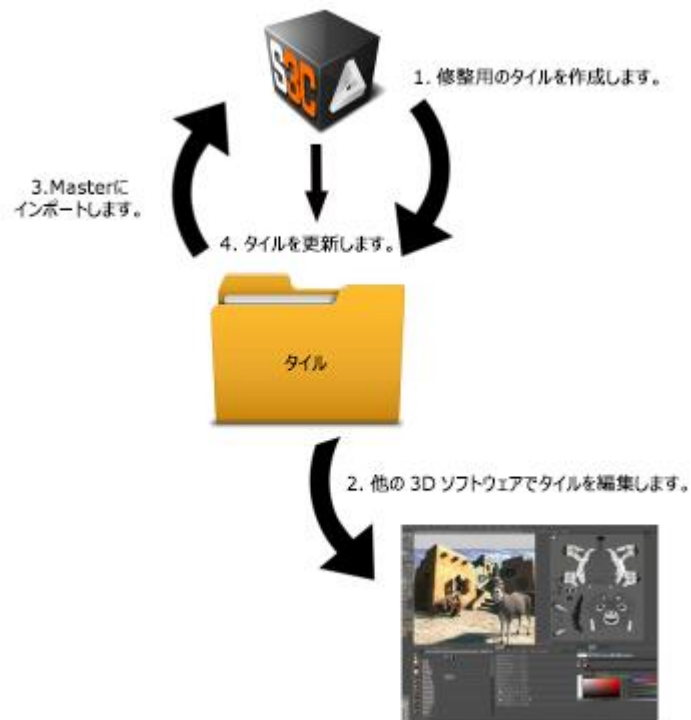 S3C
1. 修整用のタイルを作成します。
3.Masterに
インポートします。
4. タイルを更新します。
タイル
2. 他の 3D ソフトウェアでタイルを編集します。